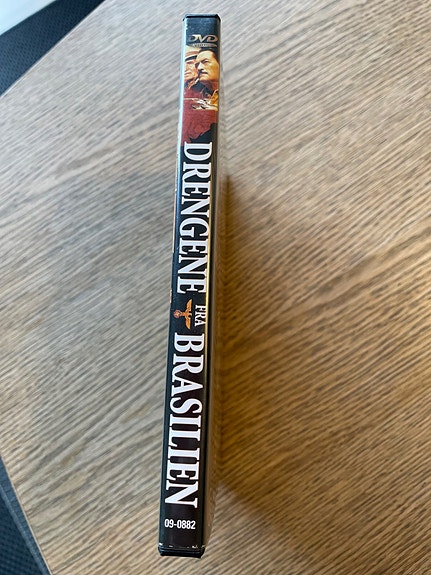 DVD
DRENGENE FRA BRASILIEN
09-0882